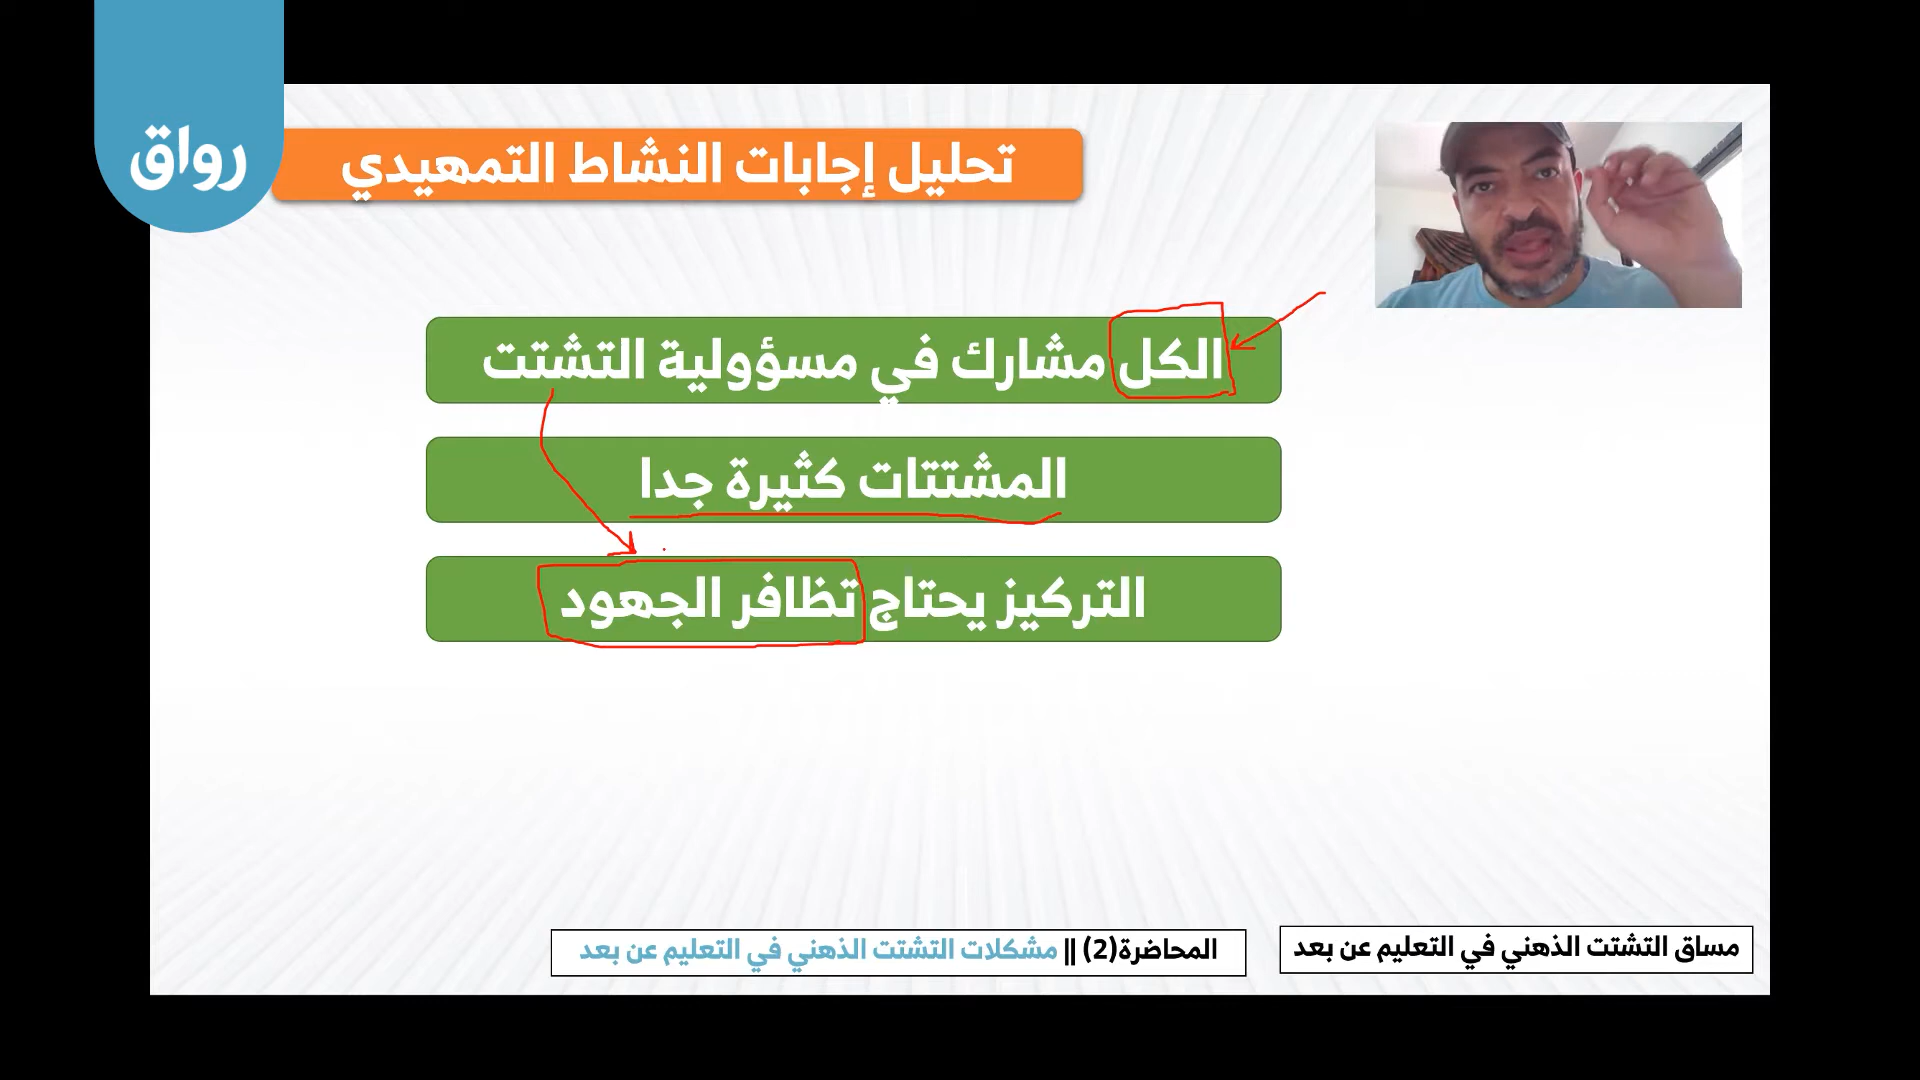 رواق
تحليل إجابات النشاط التمهيدي
الكل مشارك في مسؤولية التشتت
المشتتات كثيرة جدا
التركيز يحتاج تظافر الجهود
مساق التشتت الذهني في التعليم عن بعد
المحاضرة(2) || مشكلات التشتت الذهني في التعليم عن بعد